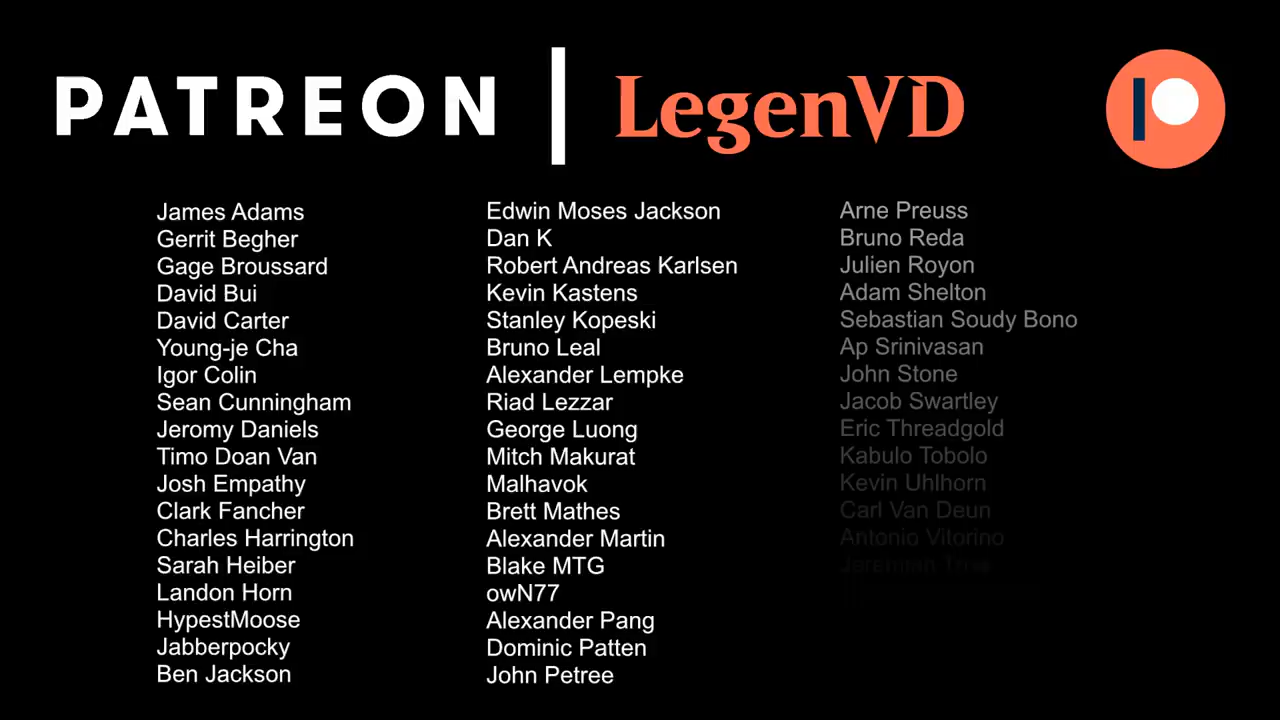 PATREON | LegenVD
James Adams
Gerrit Begher
Gage Broussard
David Bui
David Carter
Young-je Cha
Igor Colin
Sean Cunningham
Jeromy Daniels
Timo Doan Van
Josh Empathy
Clark Fancher
Charles Harrington
Sarah Heiber
Landon Horn
HypestMoose
Jabberpocky
Ben Jackson
Edwin Moses Jackson
Dan K
Robert Andreas Karlsen
Kevin Kastens
Stanley Kopeski
Bruno Leal
Alexander Lempke
Riad Lezzar
George Luong
Mitch Makurat
Malhavok
Brett Mathes
Alexander Martin
Blake MTG
owN77
Alexander Pang
Dominic Patten
John Petree
Arne Preuss
Bruno Reda
Julien Royon
Adam Shelton
Sebastian Soudy Bono
Ap Srinivasan
John Stone
Jacob Swartley
Eric Threadgold
Kabulo Tobolo
Kevin Uhlhorn
Carl Van Deun
Antonio Vitorino